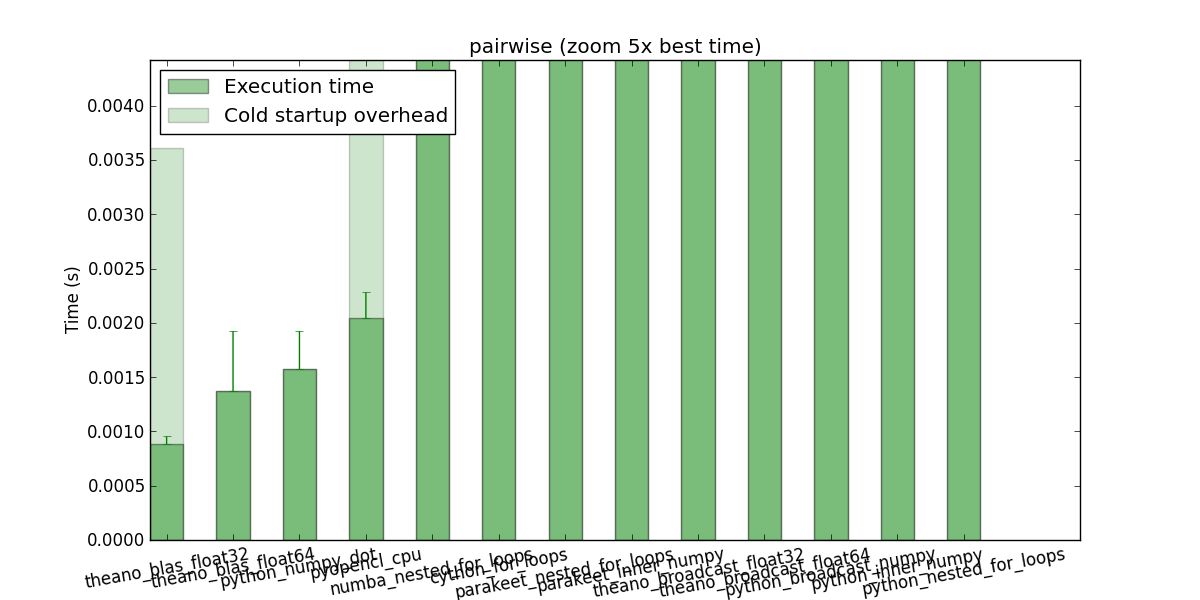 pairwise (zoom 5x best time)
Execution time
Cold startup overhead
Time (s)
0.0040
0.0035
0.0030
0.0025
0.0020
0.0015
0.0010
0.0005
0.0000
theano_blas_float32
theano_blas_float64
python_numpy_dot
pyopencl_cpu
numba_nested_for_loops
cython_for_loops
parakeet_nested_for_loops
parakeet_inner_numpy
theano_broadcast_float32
theano_broadcast_float64
python_broadcast_numpy
python_inner_numpy
python_nested_for_loops